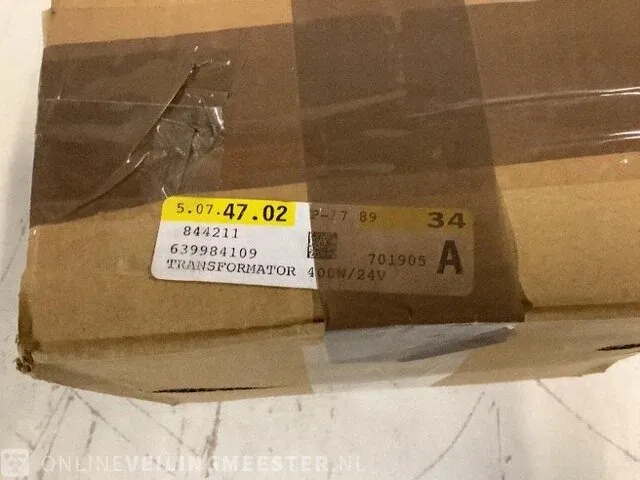 5.07.47.02 34
844211
639984109 701905 A
TRANSFORMATOR 400W/24V
ONLINEVEILINGMEESTER.NL